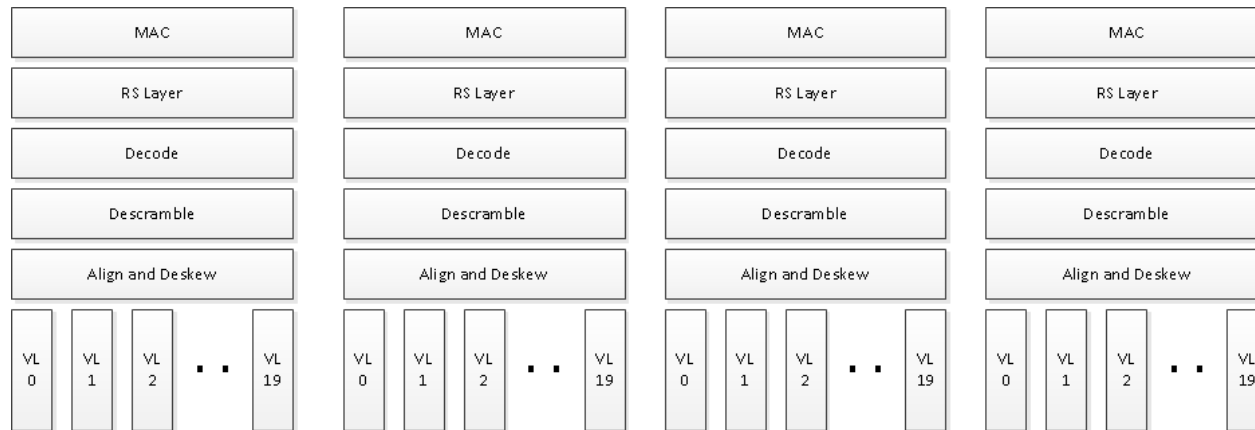 MAC MAC MAC MAC
RS Layer RS Layer RS Layer RS Layer
Decode Decode Decode Decode
Descramble Descramble Descramble Descramble
Align and Deskew Align and Deskew Align and Deskew Align and Deskew
VL VL VL VL VL VL VL VL VL VL VL VL VL VL VL VL
0 1 2 . . 19 0 1 2 . . 19 0 1 2 . . 19 0 1 2 . . 19